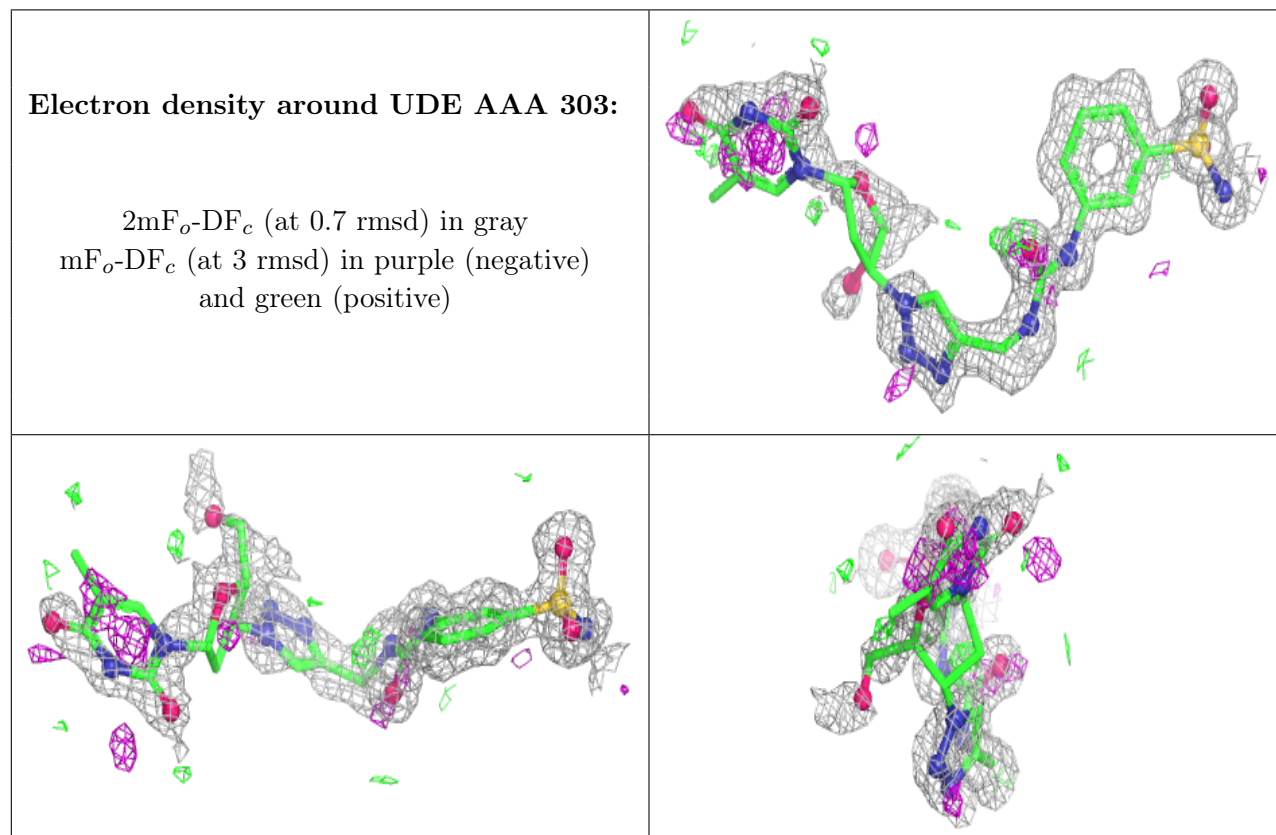 Electron density around UDE AAA 303:
2mFo-DFc (at 0.7 rmsd) in gray
mFo-DFc (at 3 rmsd) in purple (negative)
and green (positive)